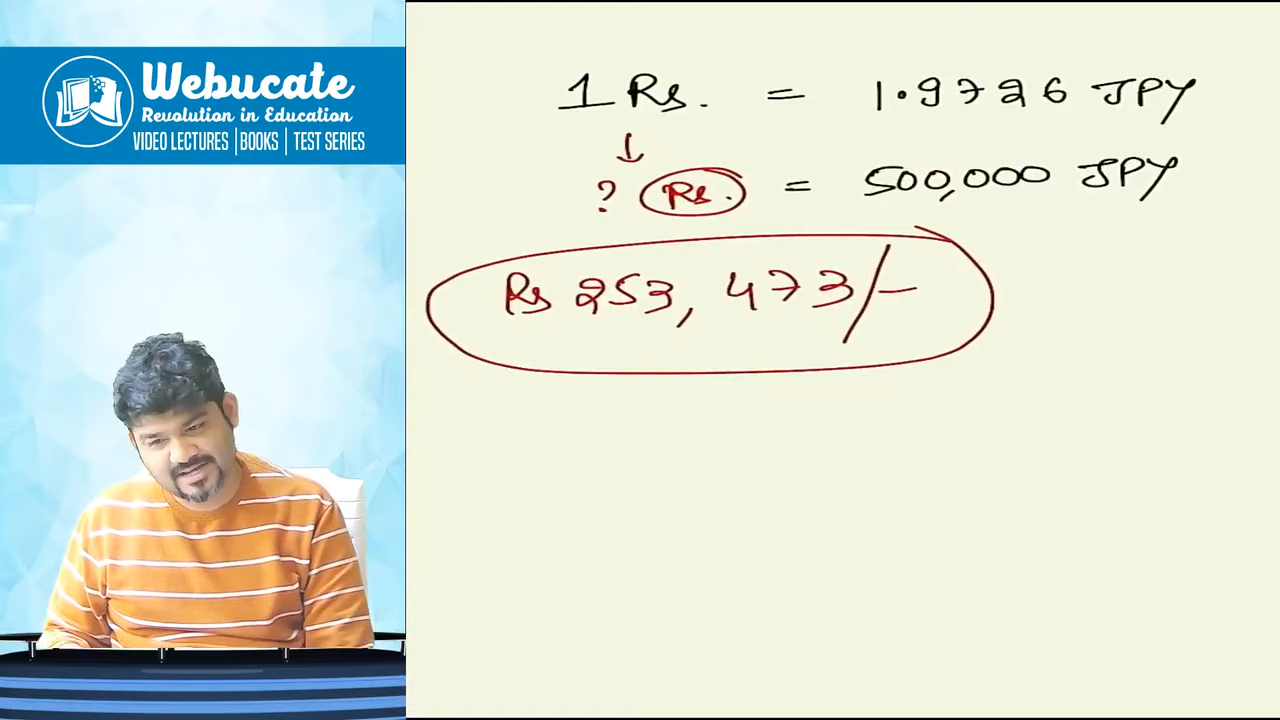 Webucate
Revolution in Education
VIDEO LECTURES | BOOKS | TEST SERIES
1 Rs. = 1.9726 JPY
↓
? Rs. = 500,000 JPY
Rs 253,473/-